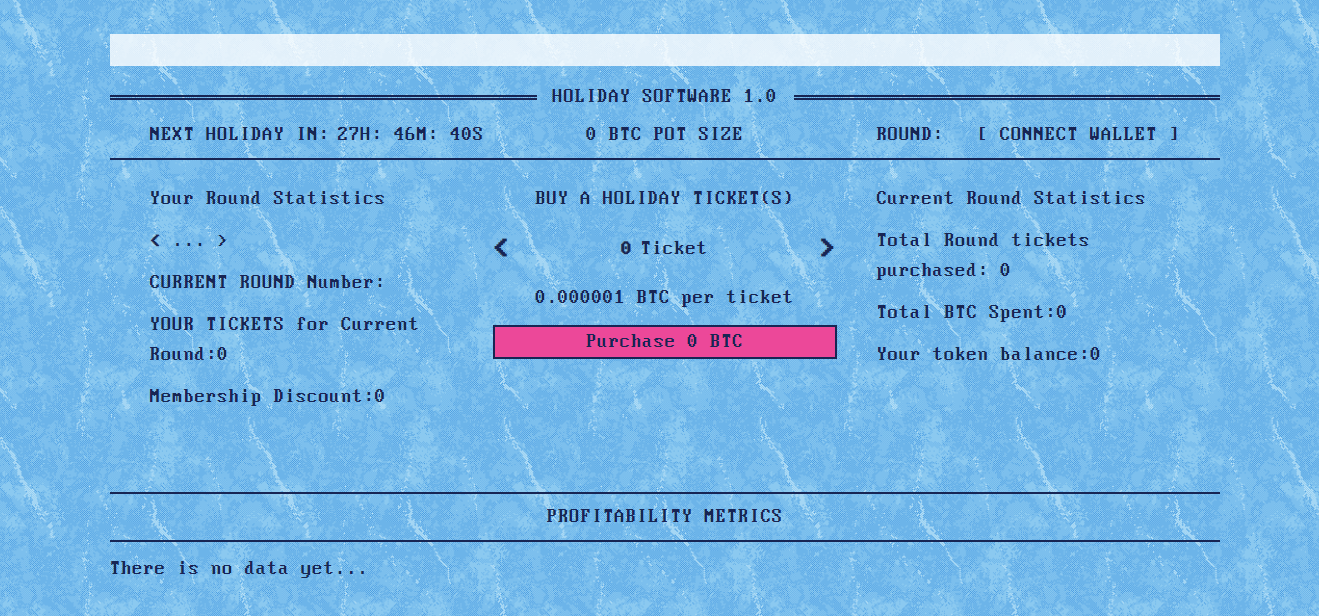 HOLIDAY SOFTWARE 1.0
NEXT HOLIDAY IN: 27H: 46M: 40S
0 BTC POT SIZE
ROUND: [ CONNECT WALLET ]
Your Round Statistics
< ... >
CURRENT ROUND Number:
YOUR TICKETS for Current
Round:0
Membership Discount:0
BUY A HOLIDAY TICKET(S)
0 Ticket
0.000001 BTC per ticket
Purchase 0 BTC
Current Round Statistics
Total Round tickets
purchased: 0
Total BTC Spent:0
Your token balance:0
PROFITABILITY METRICS
There is no data yet...